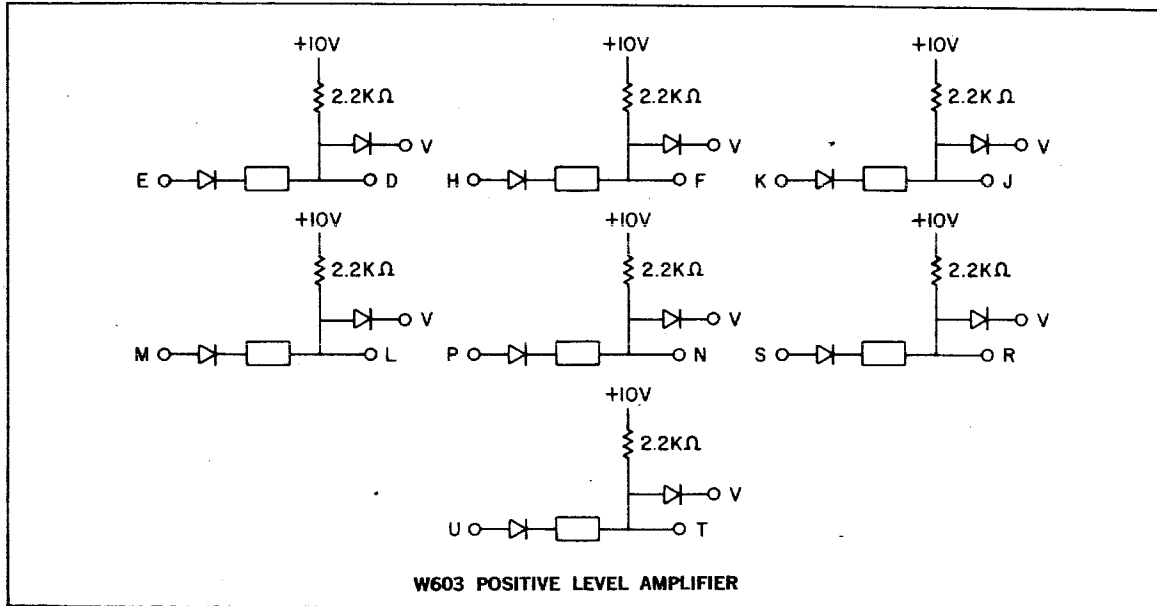 +10V +10V +10V
2.2KΩ 2.2KΩ 2.2KΩ
V V V
E D H F K J
+10V +10V +10V
2.2KΩ 2.2KΩ 2.2KΩ
V V V
M L P N S R
+10V
2.2KΩ
V
U T
W603 POSITIVE LEVEL AMPLIFIER